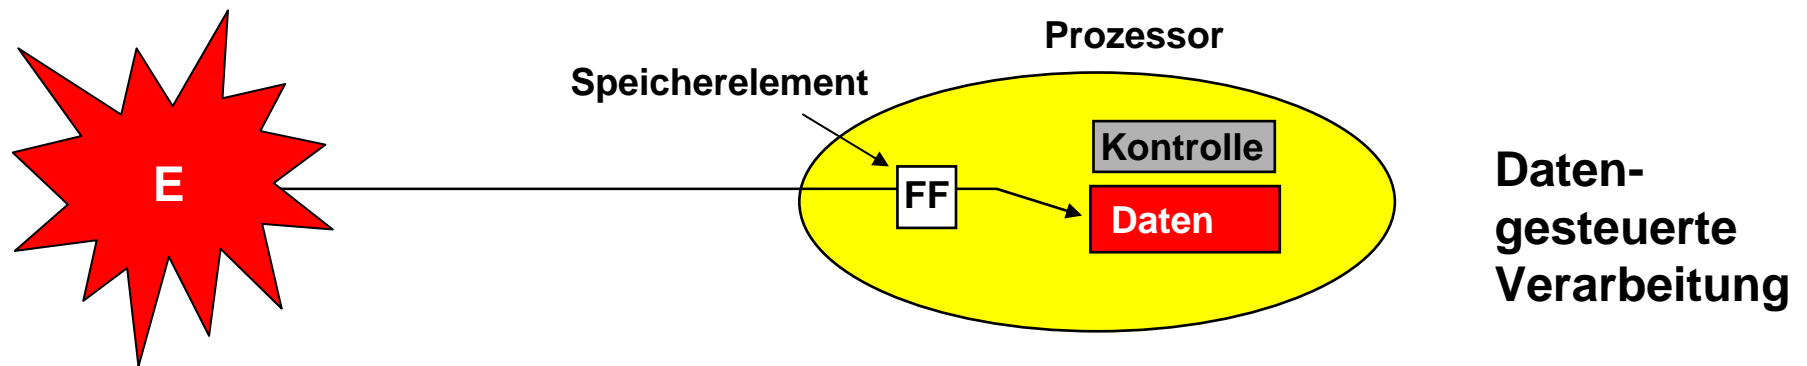 Prozessor
Speicherelement
Kontrolle
E
FF
Daten
Daten-
gesteuerte
Verarbeitung